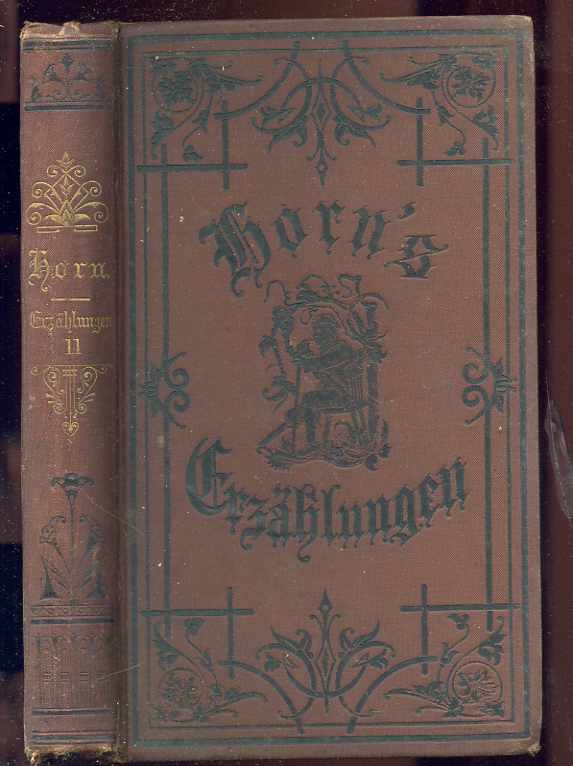 Horn.
Erzählungen
11
Horn's
Erzählungen